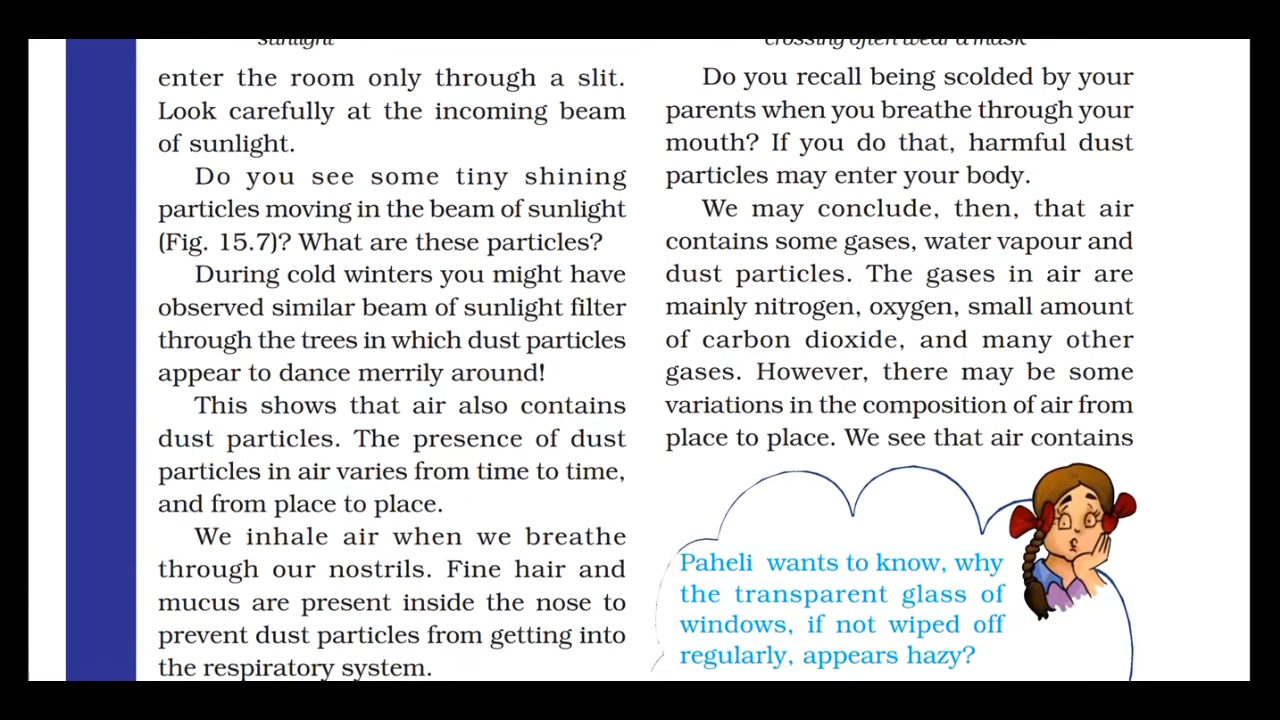 sunlight
enter the room only through a slit.
Look carefully at the incoming beam
of sunlight.
Do you see some tiny shining
particles moving in the beam of sunlight
(Fig. 15.7)? What are these particles?
During cold winters you might have
observed similar beam of sunlight filter
through the trees in which dust particles
appear to dance merrily around!
This shows that air also contains
dust particles. The presence of dust
particles in air varies from time to time,
and from place to place.
We inhale air when we breathe
through our nostrils. Fine hair and
mucus are present inside the nose to
prevent dust particles from getting into
the respiratory system.
crossing often wear a mask
Do you recall being scolded by your
parents when you breathe through your
mouth? If you do that, harmful dust
particles may enter your body.
We may conclude, then, that air
contains some gases, water vapour and
dust particles. The gases in air are
mainly nitrogen, oxygen, small amount
of carbon dioxide, and many other
gases. However, there may be some
variations in the composition of air from
place to place. We see that air contains
Paheli wants to know, why
the transparent glass of
windows, if not wiped off
regularly, appears hazy?